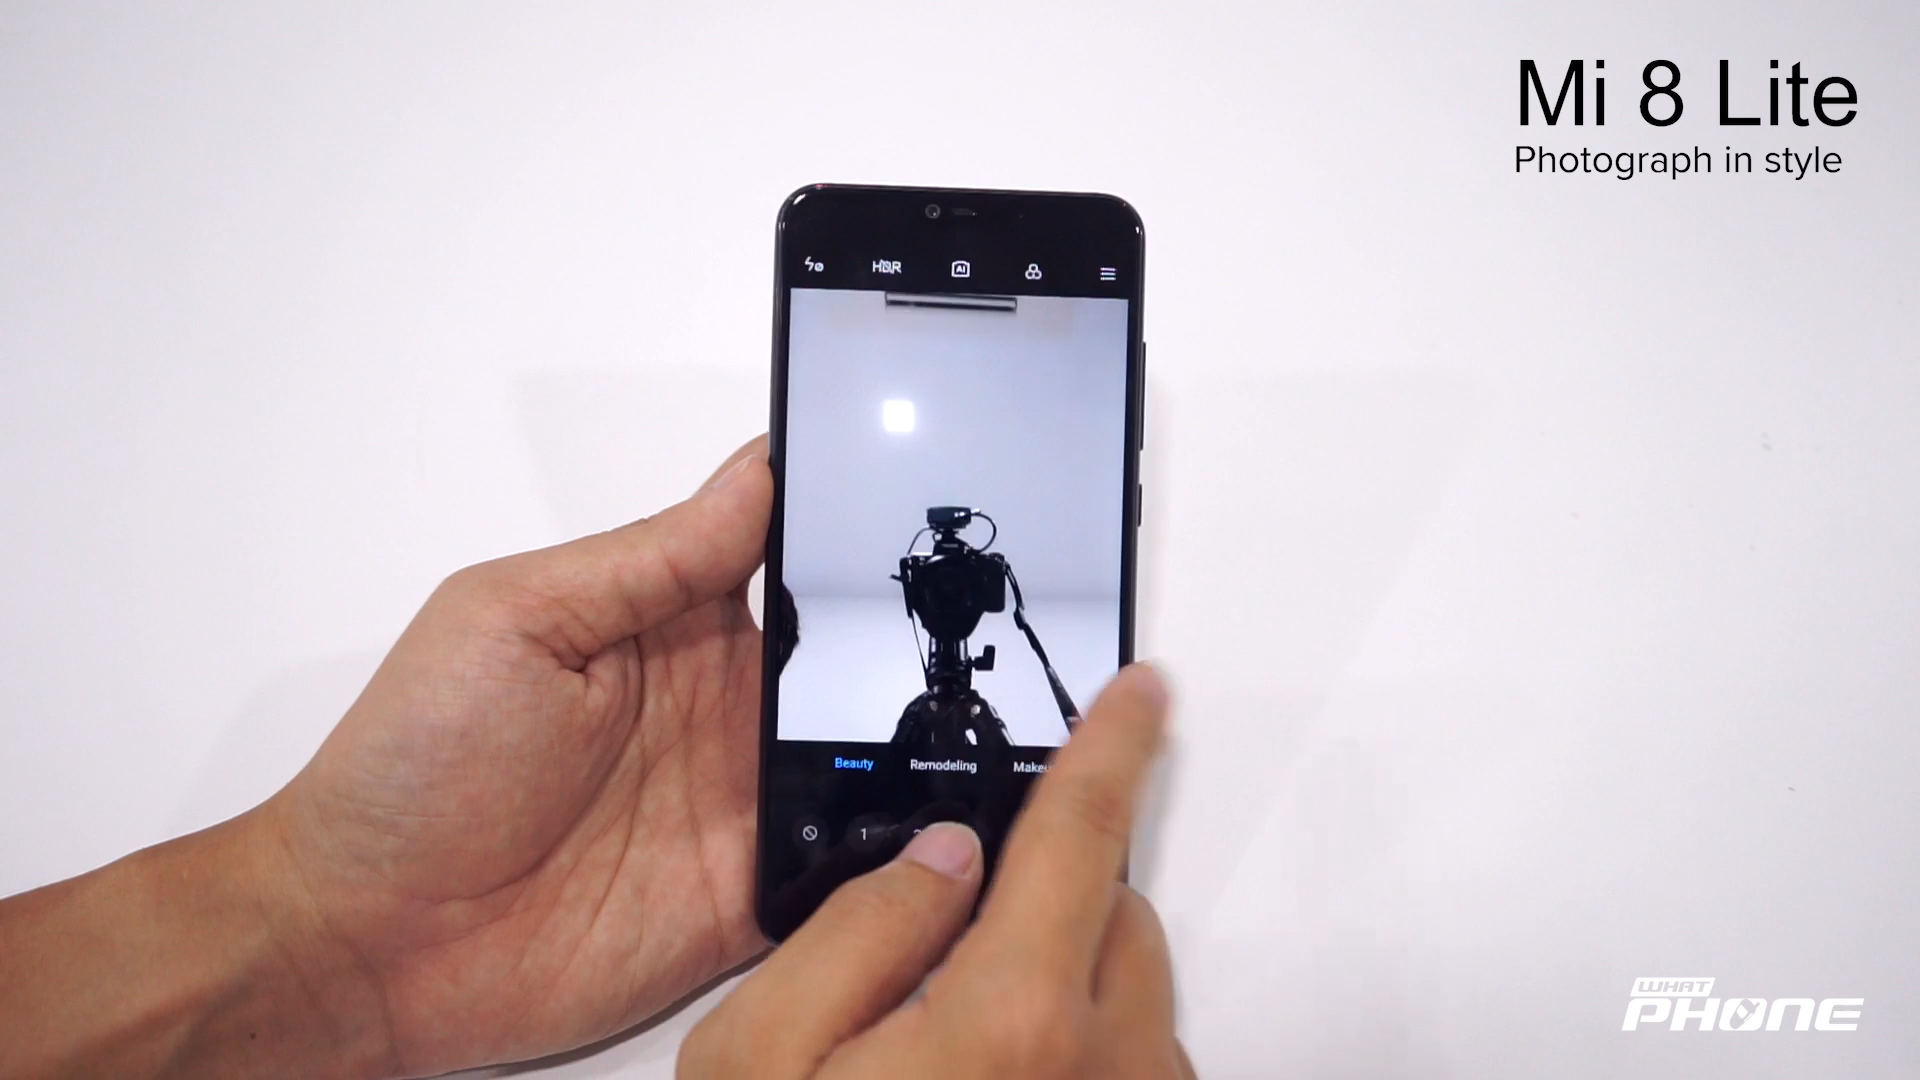 Mi 8 Lite
Photograph in style
HDR
AI
Beauty Remodeling
1
WHAT
PHONE